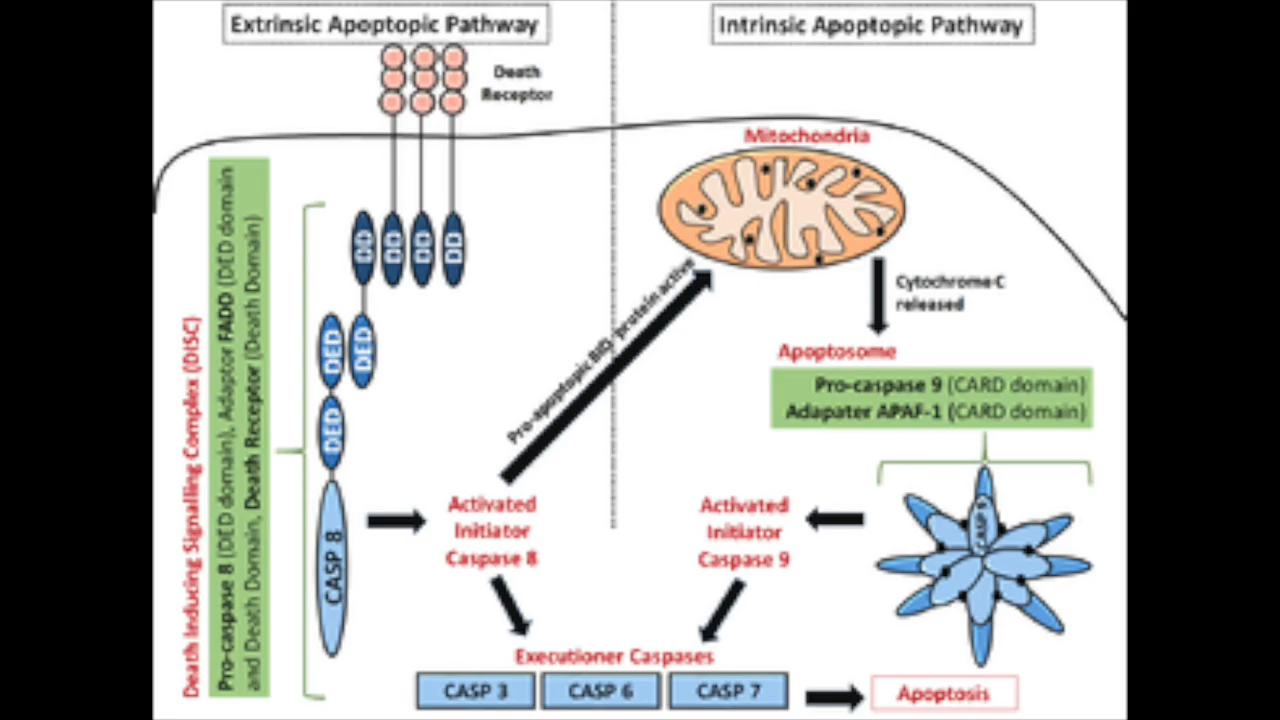 Extrinsic Apoptopic Pathway
Intrinsic Apoptopic Pathway
Death
Receptor
Mitochondria
Death Inducing Signalling Complex (DISC)
Pro-caspase 8 (DED domain), Adaptor FADD (DED domain
and Death Domain, Death Receptor (Death Domain)
DD
DD
DD
DD
DED
DED
DED
CASP 8
Pro-apoptopic BID- protein active
Cytochrome C
released
Apoptosome
Pro-caspase 9 (CARD domain)
Adapater APAF-1 (CARD domain)
CASP 9
Activated
Initiator
Caspase 8
Activated
Initiator
Caspase 9
Executioner Caspases
CASP 3
CASP 6
CASP 7
Apoptosis